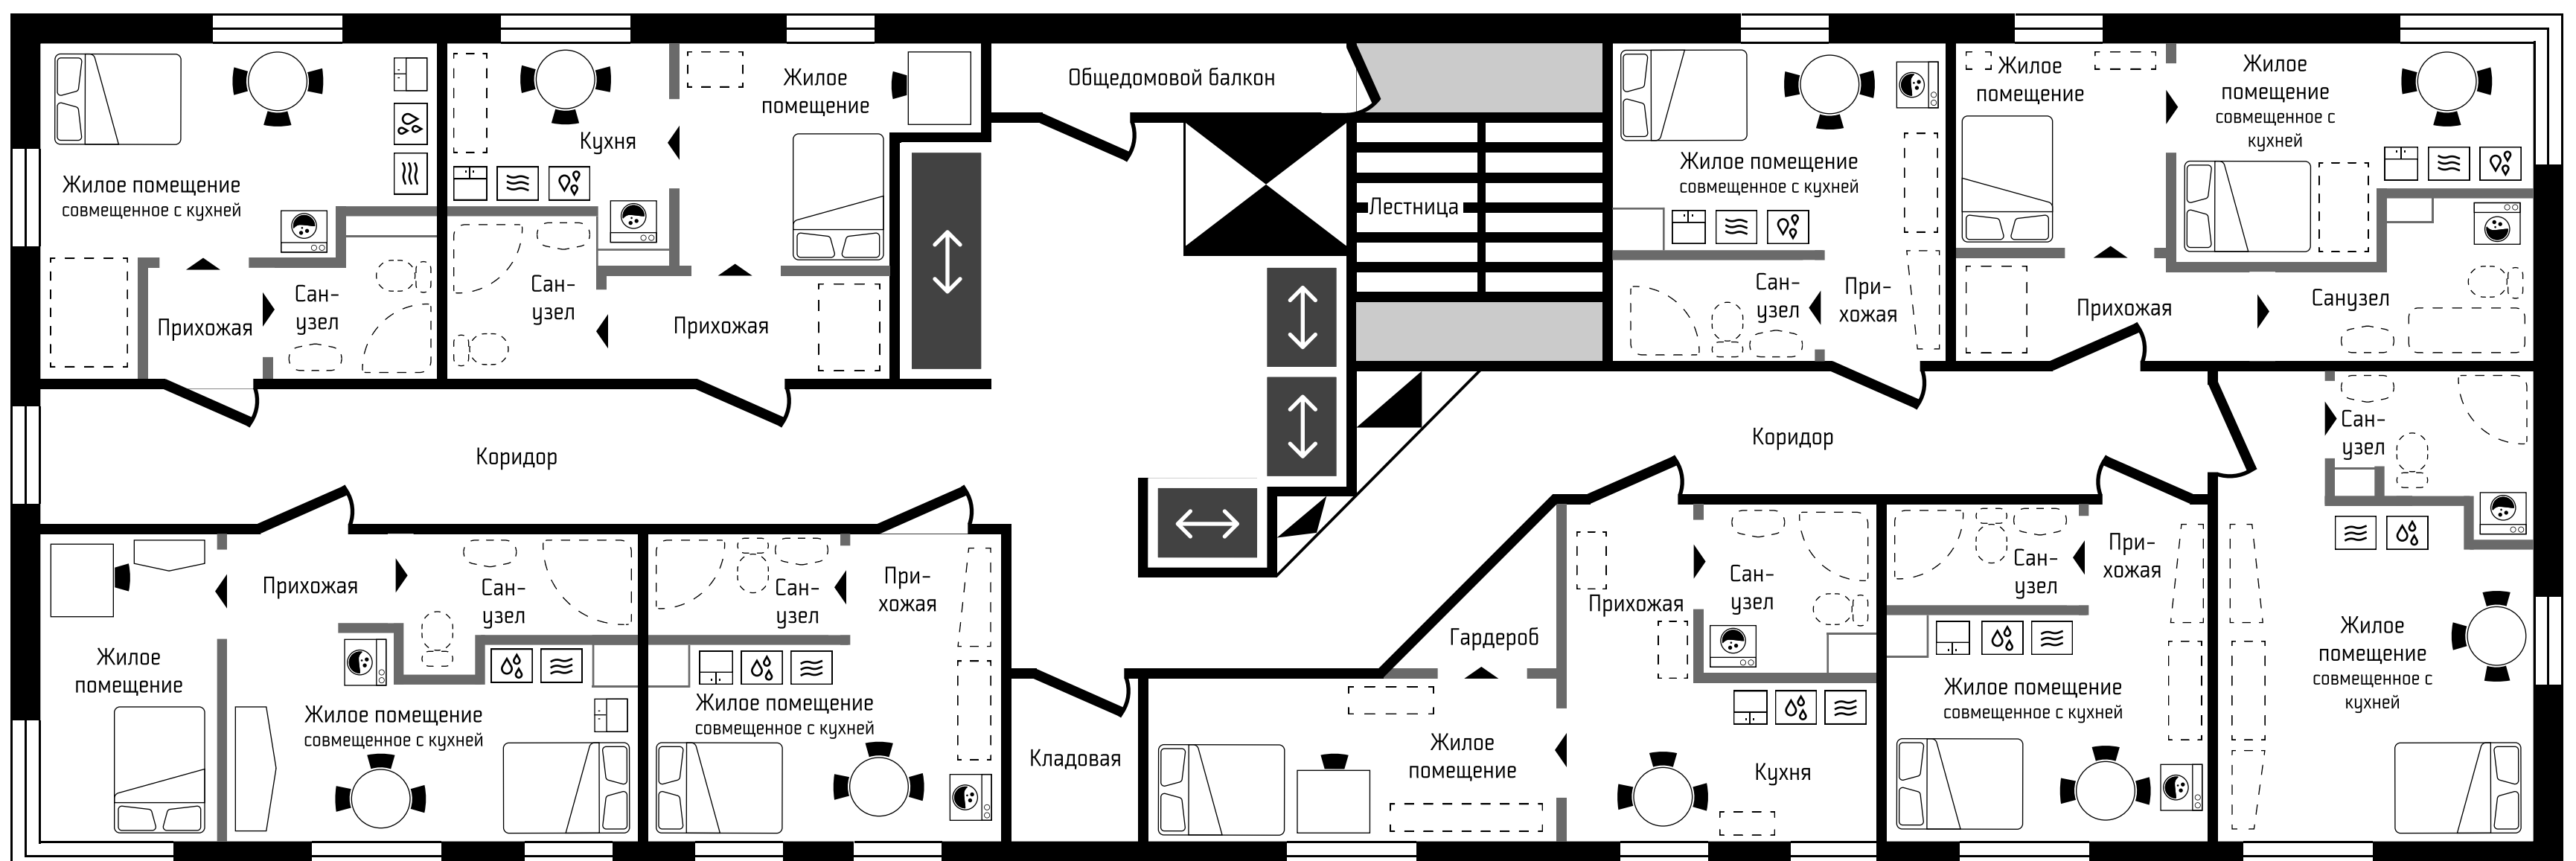 Общедомовой балкон
Жилое
помещение
Кухня
Жилое помещение
совмещенное с кухней
Сан-
узел
Прихожая
Сан-
узел
Прихожая
Лестница
Жилое помещение
совмещенное с кухней
Сан-
узел
При-
хожая
Жилое
помещение
Жилое
помещение
совмещенное с
кухней
Прихожая
Санузел
Коридор
Коридор
Сан-
узел
Прихожая
Сан-
узел
Жилое
помещение
Жилое помещение
совмещенное с кухней
Сан-
узел
При-
хожая
Жилое помещение
совмещенное с кухней
Кладовая
Гардероб
Жилое
помещение
Прихожая
Сан-
узел
Кухня
Сан-
узел
При-
хожая
Жилое помещение
совмещенное с кухней
Жилое
помещение
совмещенное с
кухней